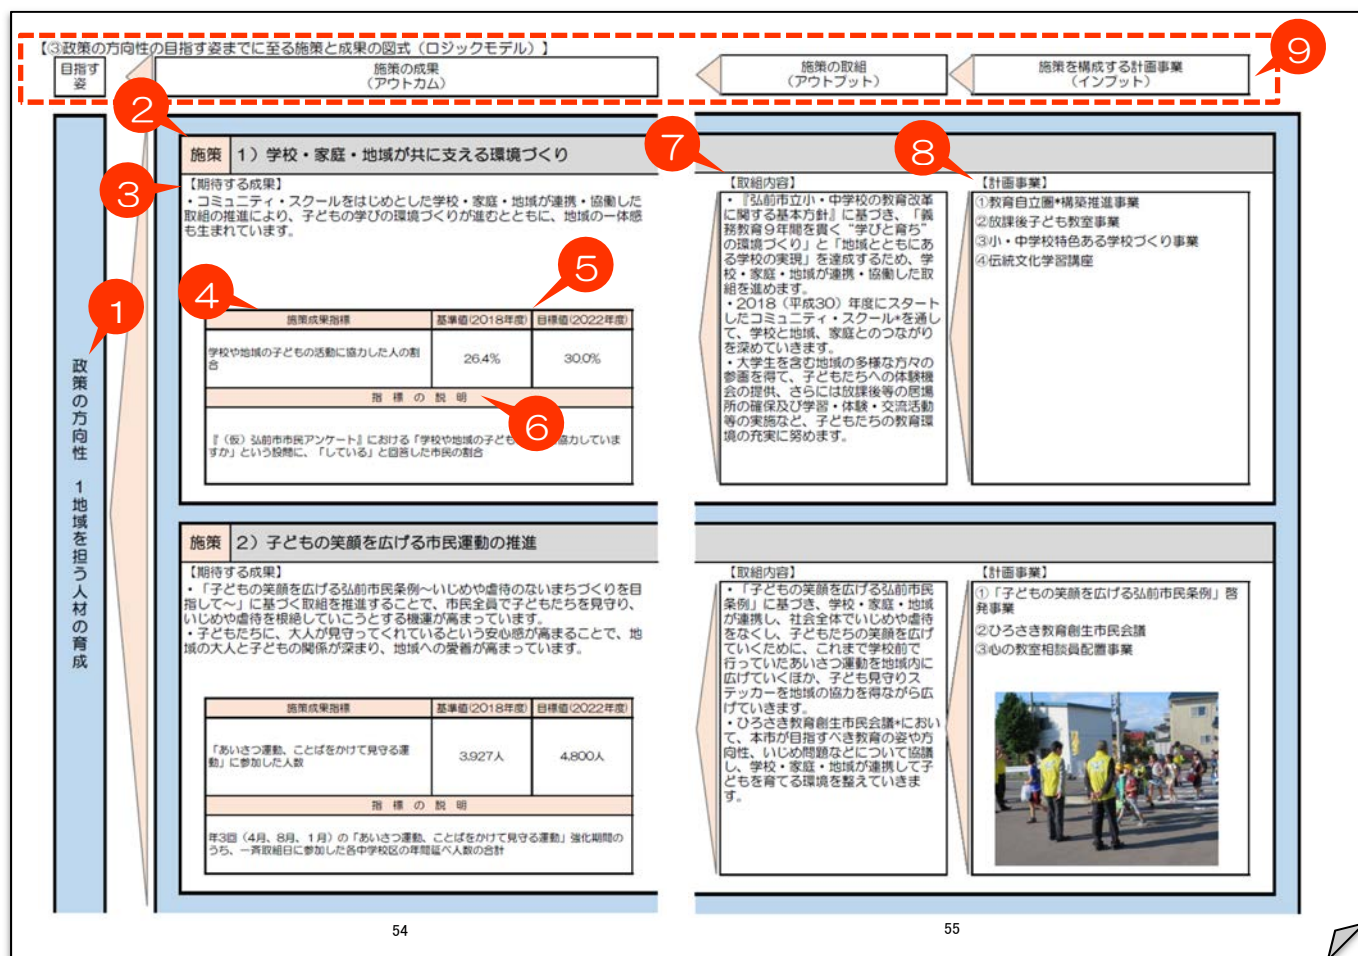 【③政策の方向性の目指す姿までに至る施策と成果の図式（ロジックモデル）】
目指す
姿
施策の成果
（アウトカム）
施策の取組
（アウトプット）
施策を構成する計画事業
（インプット）
9
1
政策の方向性　1地域を担う人材の育成
2
施策
1）学校・家庭・地域が共に支える環境づくり
3
【期待する成果】
・コミュニティ・スクールをはじめとした学校・家庭・地域が連携・協働した
取組の推進により、子どもの学びの環境づくりが進むとともに、地域の一体感
も生まれています。
4
5
施策成果指標
基準値(2018年度)
目標値(2022年度)
学校や地域の子どもの活動に協力した人の割
合
26.4%
30.0%
指 標 の 説 明
6
『（仮）弘前市市民アンケート』における「学校や地域の子ども
協力していま
すか」という設問に、「している」と回答した市民の割合
7
【取組内容】
・『弘前市立小・中学校の教育改革
に関する基本方針』に基づき、「義
務教育９年間を貫く“学びと育ち”
の環境づくり」と「地域とともにあ
る学校の実現」を達成するため、学
校・家庭・地域が連携・協働した取
組を進めます。
・2018（平成30）年度にスタート
したコミュニティ・スクール*を通し
て、学校と地域、家庭とのつながり
を深めていきます。
・大学生を含む地域の多様な方々の
参画を得て、子どもたちへの体験機
会の提供、さらには放課後等の居場
所の確保及び学習・体験・交流活動
等の実施など、子どもたちの教育環
境の充実に努めます。
8
【計画事業】
①教育自立圏*構築推進事業
②放課後子ども教室事業
③小・中学校特色ある学校づくり事業
④伝統文化学習講座
施策
2）子どもの笑顔を広げる市民運動の推進
【期待する成果】
・「子どもの笑顔を広げる弘前市民条例～いじめや虐待のないまちづくりを目
指して～」に基づく取組を推進することで、市民全員で子どもたちを見守り、
いじめや虐待を根絶していこうとする機運が高まっています。
・子どもたちに、大人が見守ってくれているという安心感が高まることで、地
域の大人と子どもの関係が深まり、地域への愛着が高まっています。
施策成果指標
基準値(2018年度)
目標値(2022年度)
「あいさつ運動、ことばをかけて見守る運
動」に参加した人数
3,927人
4,800人
指 標 の 説 明
年3回（4月、8月、1月）の「あいさつ運動、ことばをかけて見守る運動」強化期間の
うち、一斉取組日に参加した各中学校区の年間延べ人数の合計
【取組内容】
・「子どもの笑顔を広げる弘前市民
条例」に基づき、学校・家庭・地域
が連携し、社会全体でいじめや虐待
をなくし、子どもたちの笑顔を広げ
ていくために、これまで学校前で
行っていたあいさつ運動を地域内に
広げていくほか、子ども見守りス
テッカーを地域の協力を得ながら広
げていきます。
・ひろさき教育創生市民会議*におい
て、本市が目指すべき教育の姿や方
向性、いじめ問題などについて協議
し、学校・家庭・地域が連携して子
どもを育てる環境を整えていきま
す。
【計画事業】
①「子どもの笑顔を広げる弘前市民条例」啓
発事業
②ひろさき教育創生市民会議
③心の教室相談員配置事業
54
55